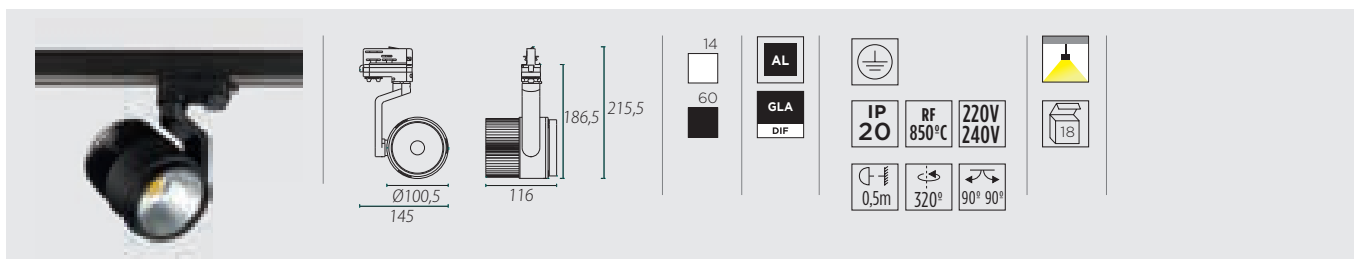 186,5
215,5
Ø100,5
145
116
14
60
AL
GLA
DIF
IP
20
RF
850ºC
220V
240V
0,5m
320º
90º 90º
18